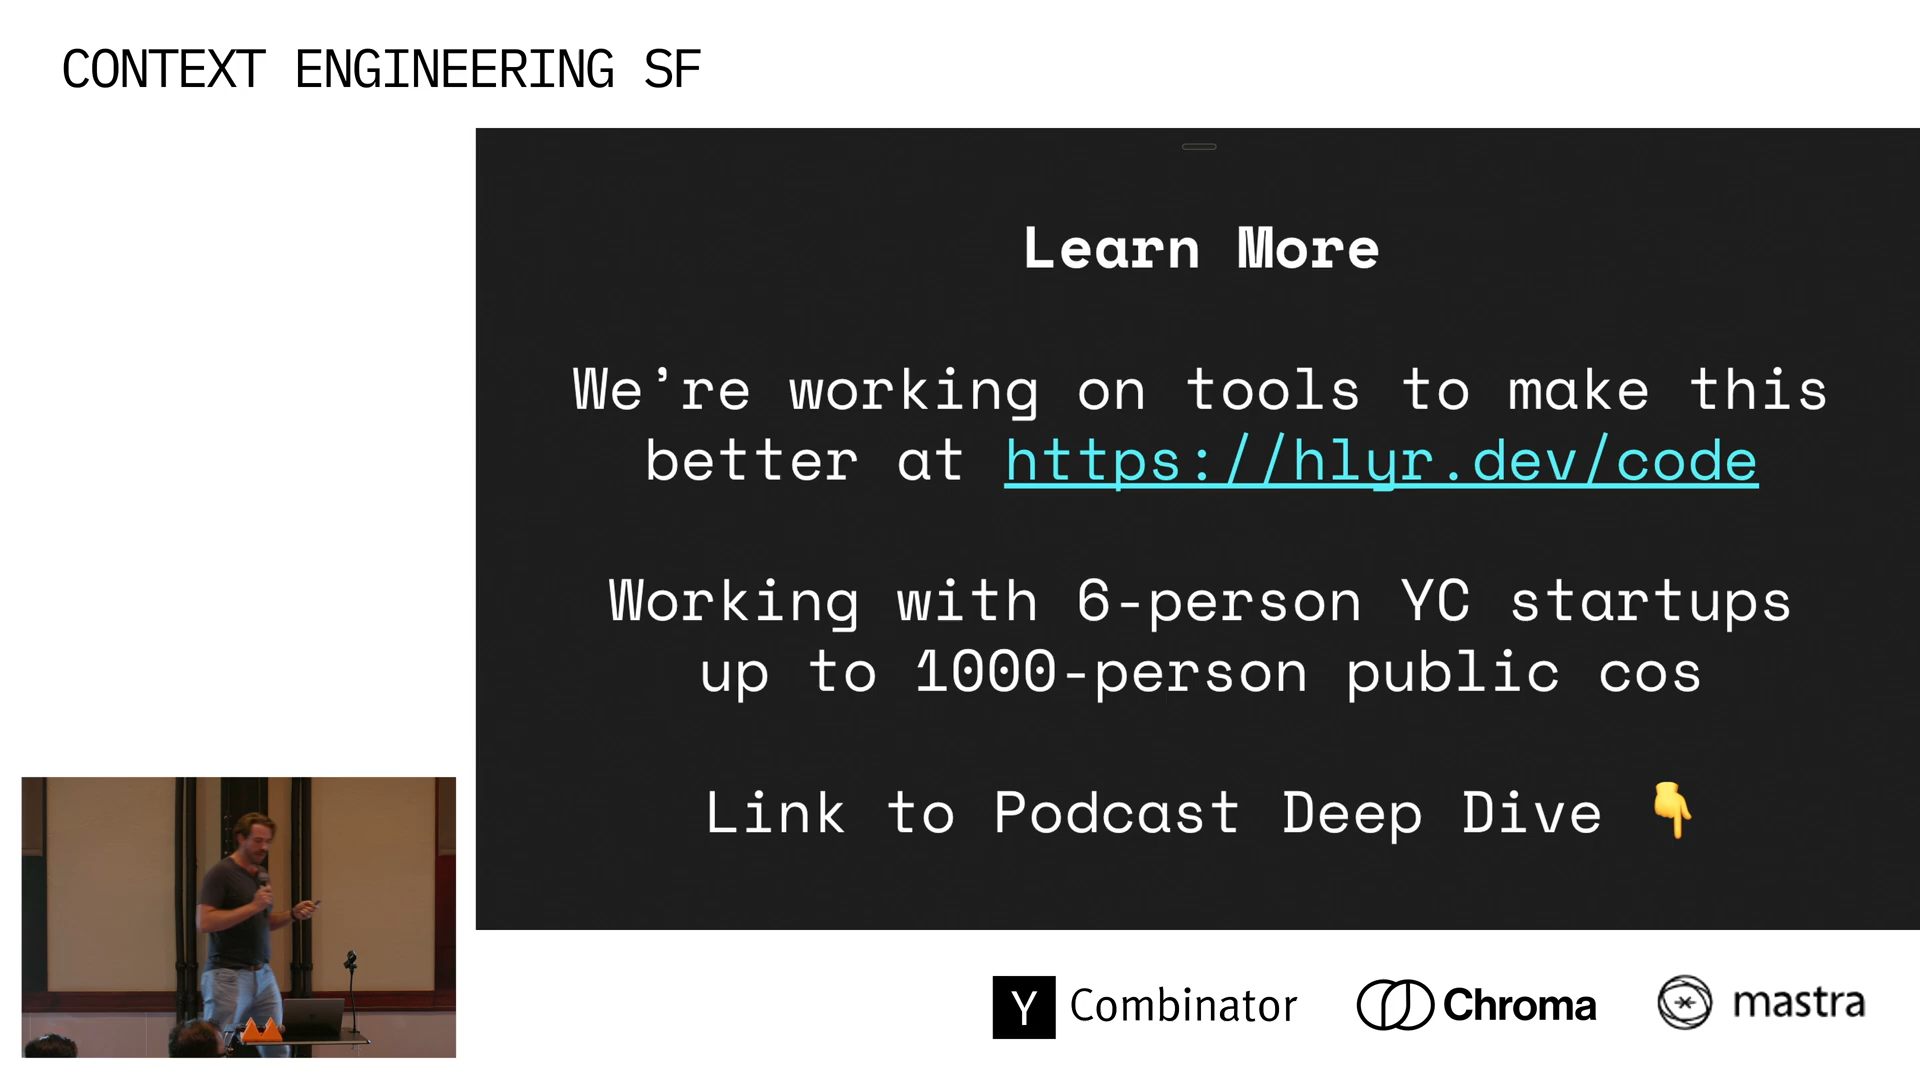 CONTEXT ENGINEERING SF
Learn More
We’re working on tools to make this
better at https://hlyr.dev/code
Working with 6-person YC startups
up to 1000-person public cos
Link to Podcast Deep Dive 👇
Y Combinator
Chroma
mastra